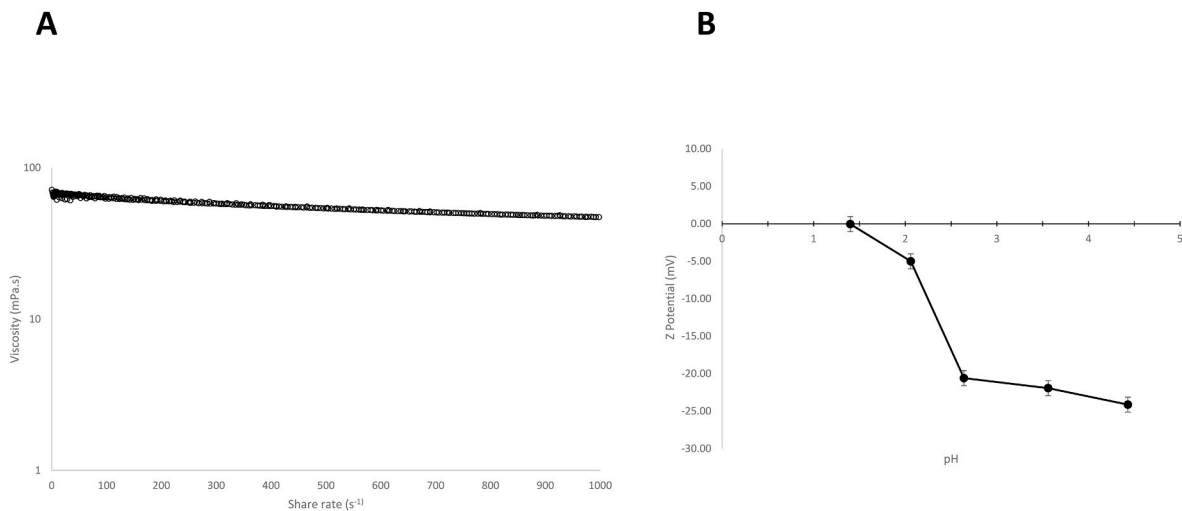 A
B
100
10
1
Viscosity (mPa.s)
0 100 200 300 400 500 600 700 800 900 1000
Share rate (s⁻¹)
10.00
5.00
0.00
-5.00
-10.00
-15.00
-20.00
-25.00
-30.00
Z Potential (mV)
0 1 2 3 4 5
pH